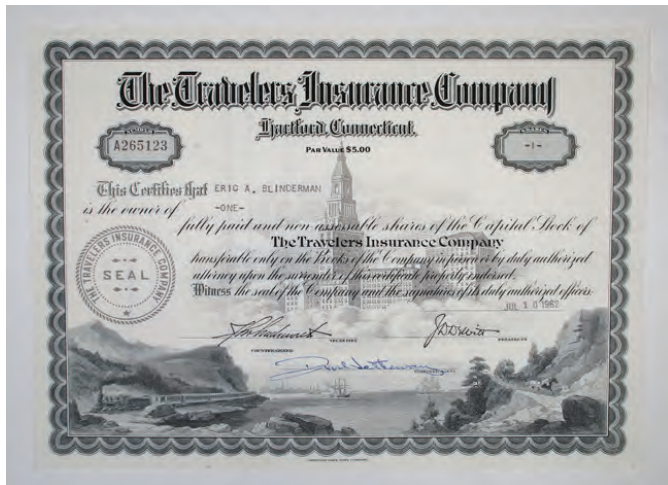 The Travelers Insurance Company
Hartford, Connecticut
PAR VALUE $5.00
A265123
-1-
This Certifies that ERIC A. BLINDERMAN
is the owner of -ONE-
fully paid and non assessable shares of the Capital Stock of
The Travelers Insurance Company
transferable only on the Books of the Company in person or by duly authorized
attorney upon the surrender of this certificate properly endorsed.
Witness the seal of the Company and the signatures of its duly authorized officers
THE TRAVELERS INSURANCE COMPANY
SEAL
JUL 10 1963
SECRETARY
PRESIDENT
COUNTERSIGNED